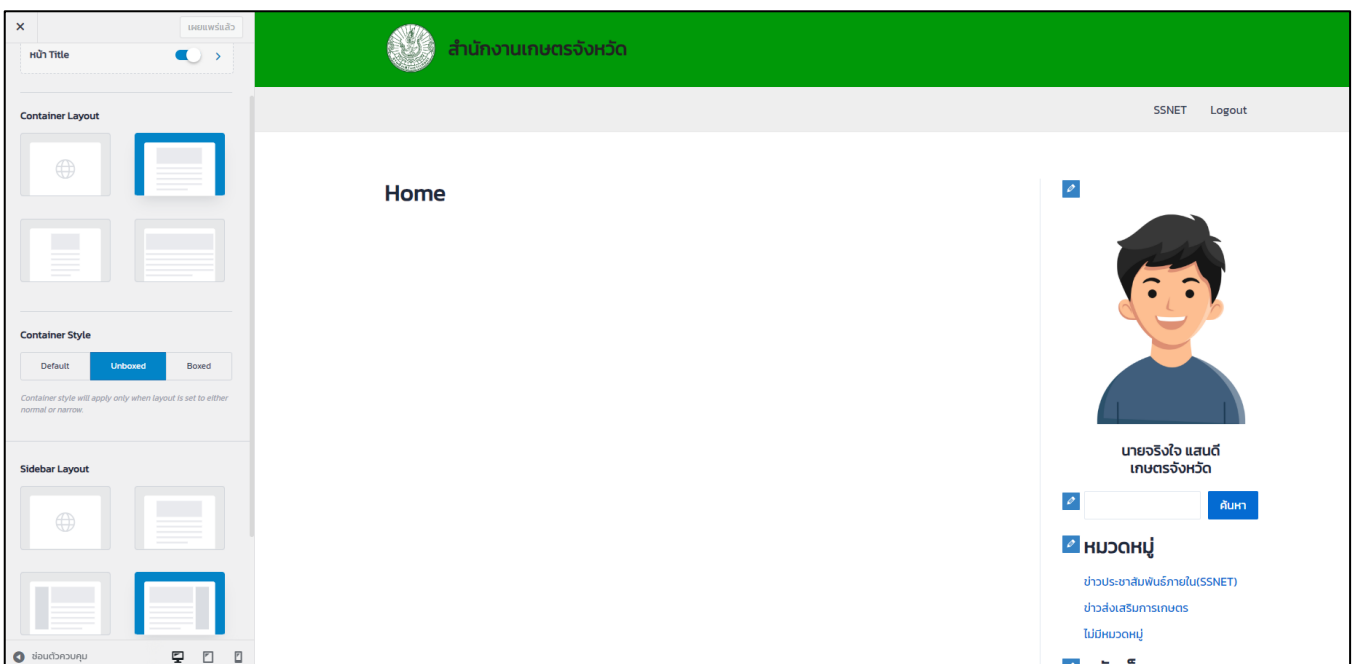 เผยแพร่แล้ว
หน้า Title
Container Layout
Container Style
Default Unboxed Boxed
Container style will apply only when layout is set to either
normal or narrow.
Sidebar Layout
ซ่อนตัวควบคุม
สำนักงานเกษตรจังหวัด
SSNET Logout
Home
นายจริงใจ แสนดี
เกษตรจังหวัด
ค้นหา
หมวดหมู่
ข่าวประชาสัมพันธ์ภายใน(SSNET)
ข่าวส่งเสริมการเกษตร
ไม่มีหมวดหมู่